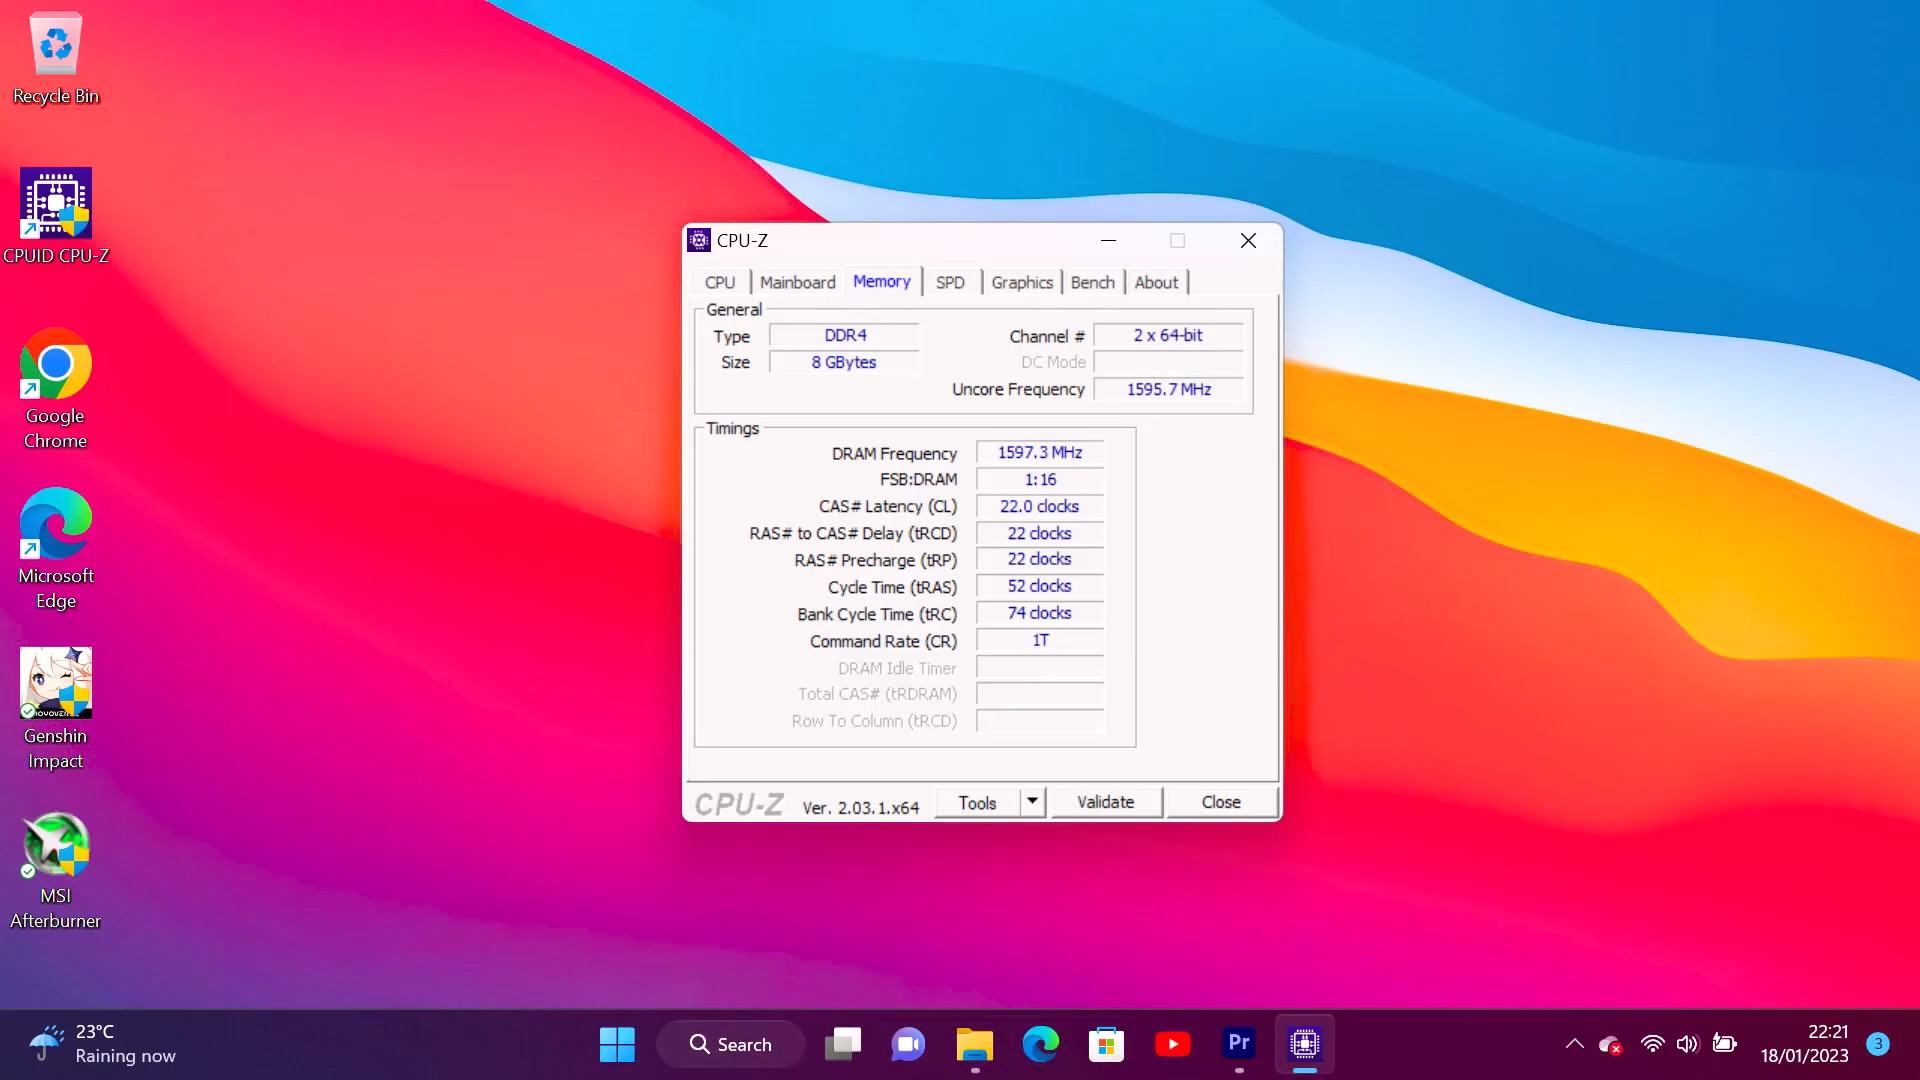 Recycle Bin
CPUID CPU-Z
Google
Chrome
Microsoft
Edge
Genshin
Impact
MSI
Afterburner
CPU-Z
CPU Mainboard Memory SPD Graphics Bench About
General
Type DDR4 Channel # 2 x 64-bit
Size 8 GBytes DC Mode
Uncore Frequency 1595.7 MHz
Timings
DRAM Frequency 1597.3 MHz
FSB:DRAM 1:16
CAS# Latency (CL) 22.0 clocks
RAS# to CAS# Delay (tRCD) 22 clocks
RAS# Precharge (tRP) 22 clocks
Cycle Time (tRAS) 52 clocks
Bank Cycle Time (tRC) 74 clocks
Command Rate (CR) 1T
DRAM Idle Timer
Total CAS# (tRDRAM)
Row To Column (tRCD)
CPU-Z Ver. 2.03.1.x64 Tools Validate Close
23°C
Raining now
Search
Pr
22:21
18/01/2023
3